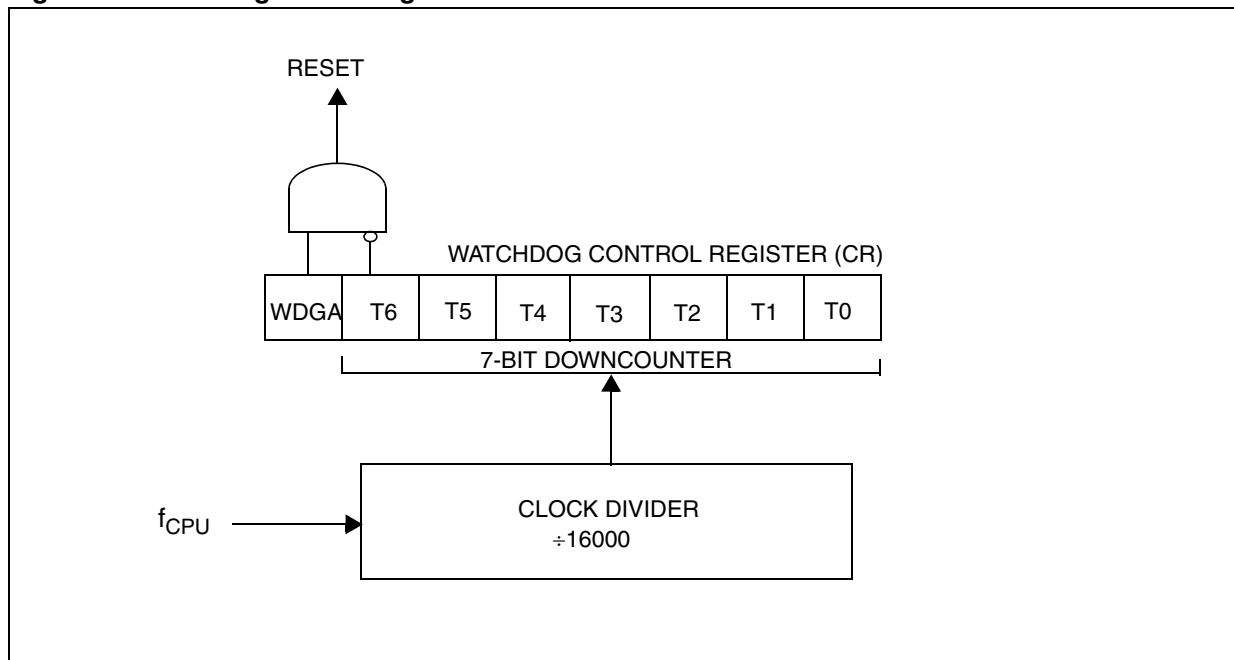 RESET
WATCHDOG CONTROL REGISTER (CR)
WDGA T6 T5 T4 T3 T2 T1 T0
7-BIT DOWNCOUNTER
fCPU
CLOCK DIVIDER
÷16000